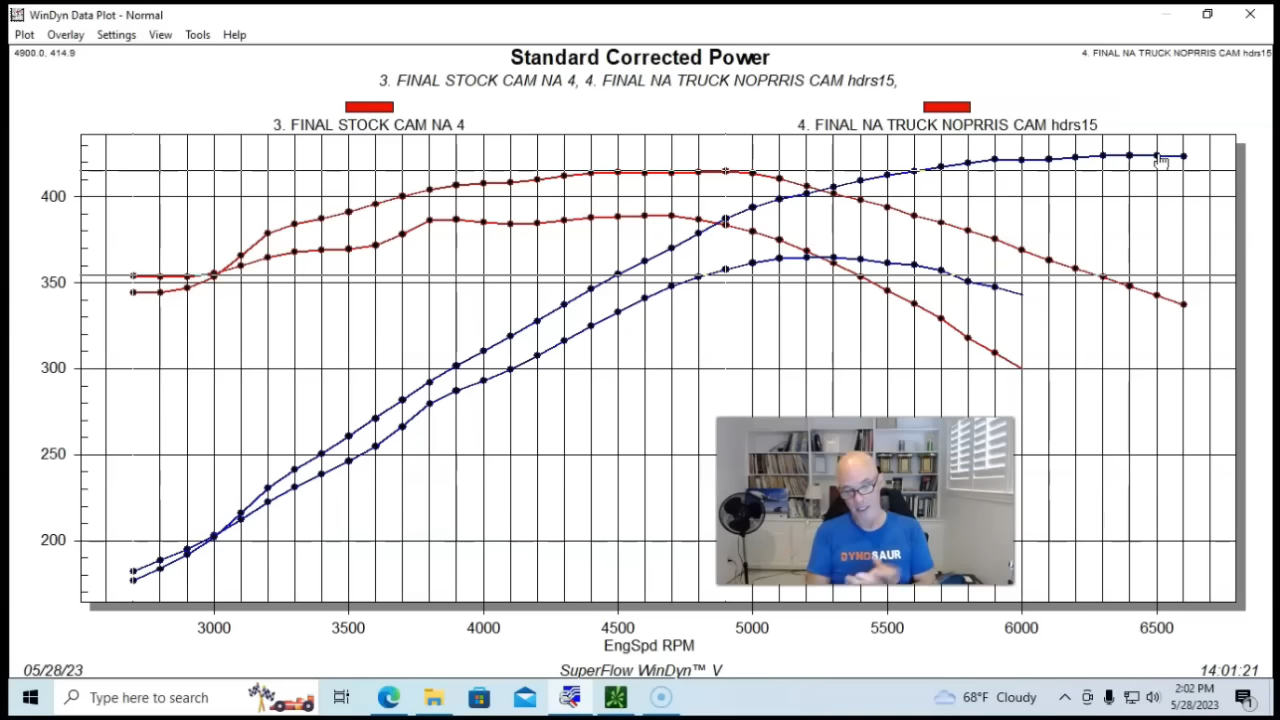 WinDyn Data Plot - Normal
Plot Overlay Settings View Tools Help
4900.0, 414.9
4. FINAL NA TRUCK NOPRRIS CAM hdrs15
Standard Corrected Power
3. FINAL STOCK CAM NA 4, 4. FINAL NA TRUCK NOPRRIS CAM hdrs15,
3. FINAL STOCK CAM NA 4
4. FINAL NA TRUCK NOPRRIS CAM hdrs15
400
350
300
250
200
DYNOSAUR
3000 3500 4000 4500 5000 5500 6000 6500
EngSpd RPM
05/28/23
SuperFlow WinDyn™ V
14:01:21
Type here to search
68°F Cloudy
2:02 PM
5/28/2023
1